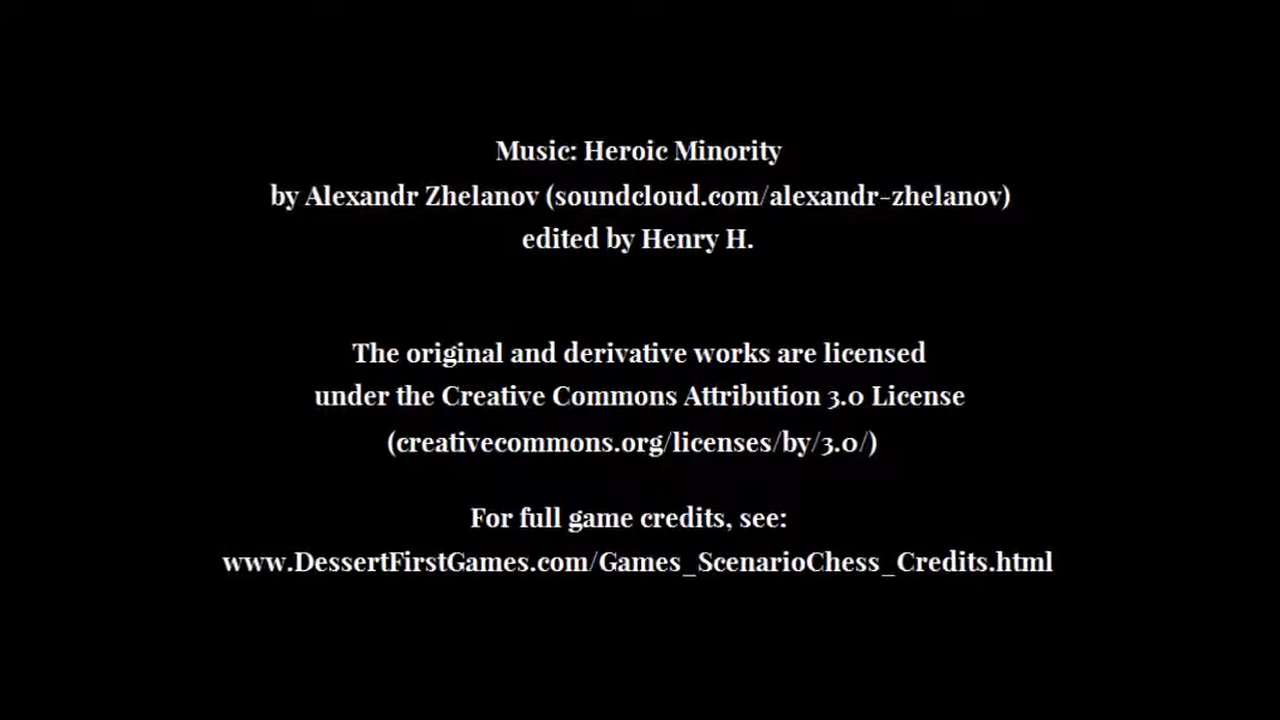 Music: Heroic Minority
by Alexandr Zhelanov (soundcloud.com/alexandr-zhelanov)
edited by Henry H.
The original and derivative works are licensed
under the Creative Commons Attribution 3.0 License
(creativecommons.org/licenses/by/3.0/)
For full game credits, see:
www.DessertFirstGames.com/Games_ScenarioChess_Credits.html